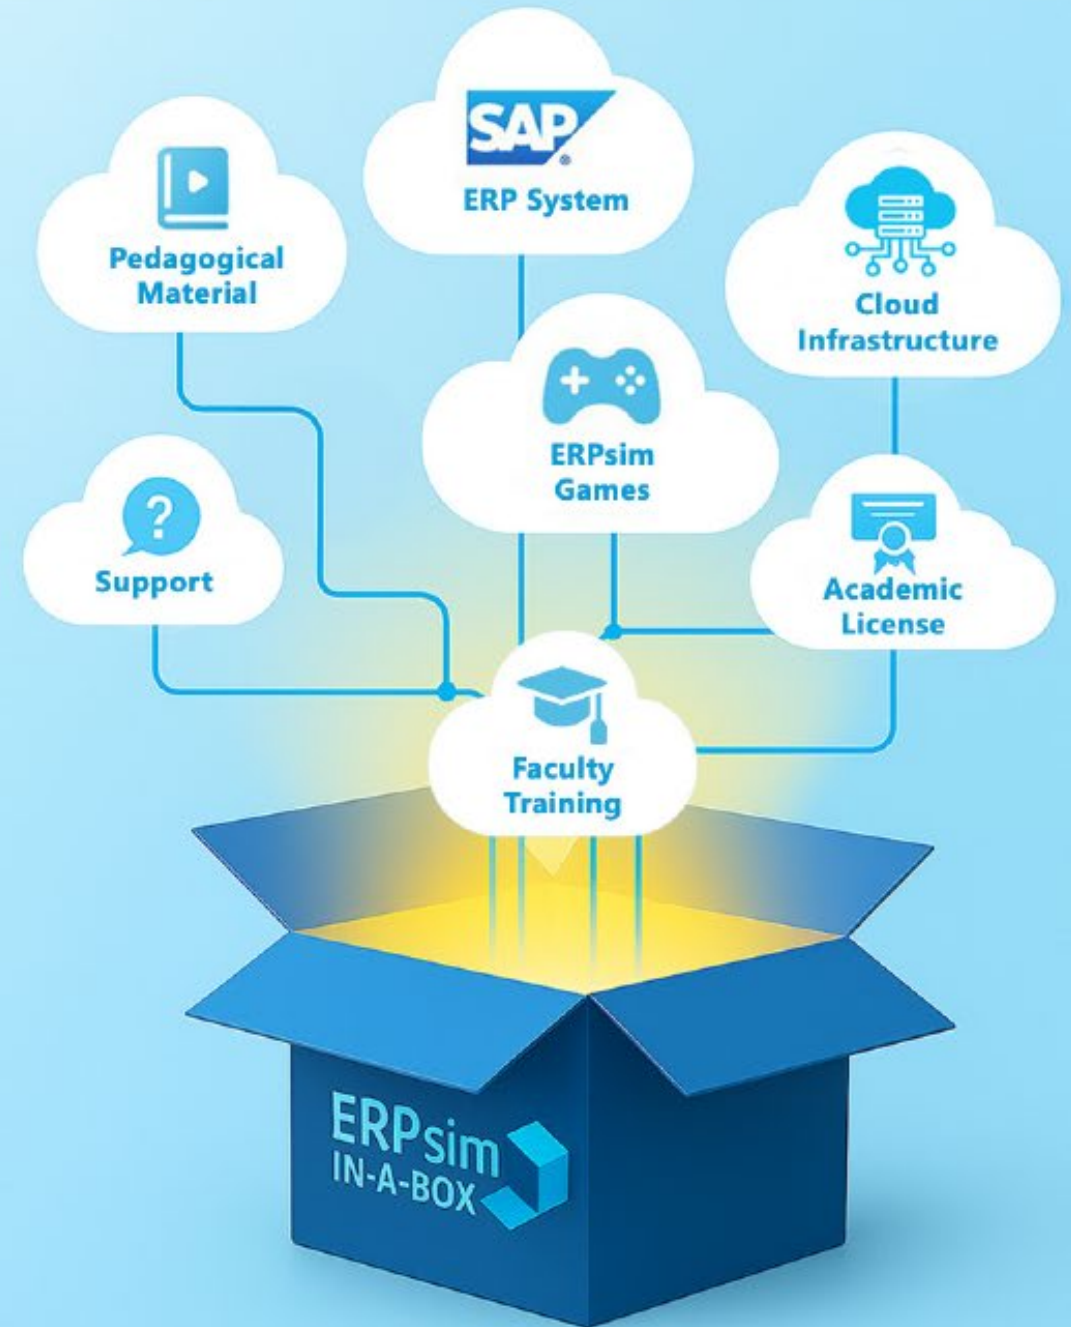 SAP®
ERP System
Pedagogical
Material
Cloud
Infrastructure
ERPsim
Games
?
Support
Academic
License
Faculty
Training
ERPsim
IN-A-BOX